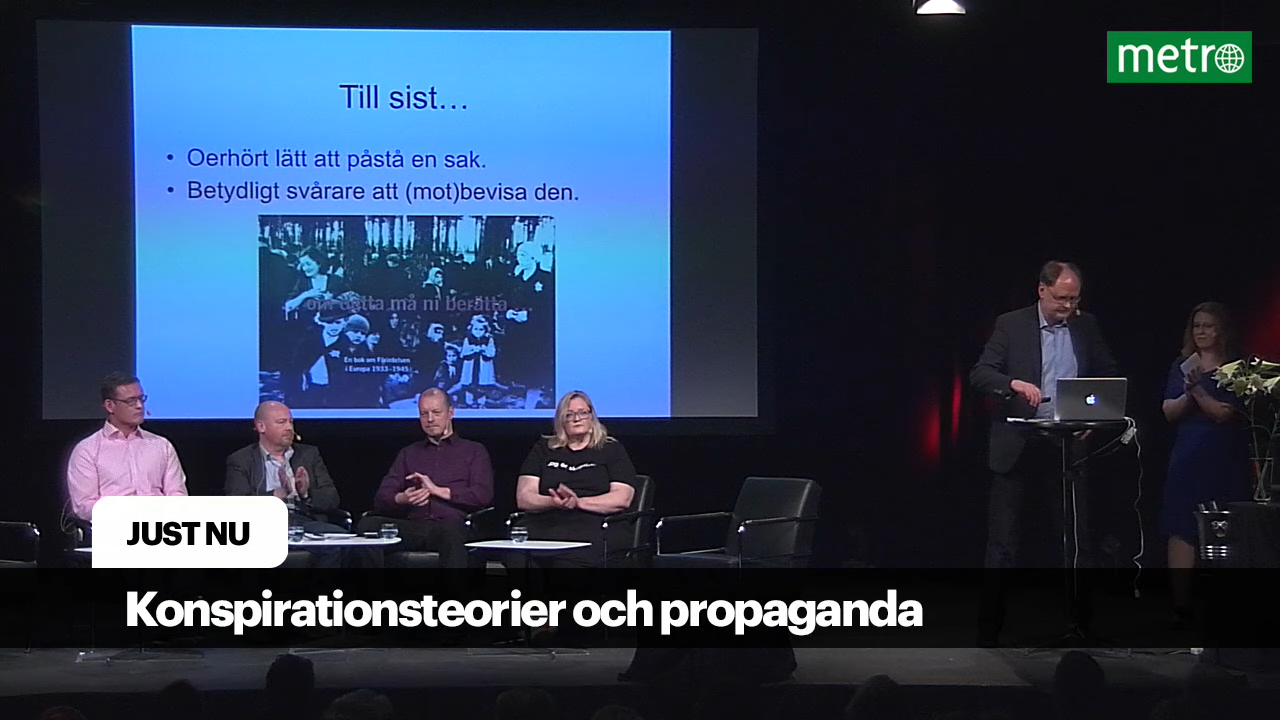 metro
Till sist…
• Oerhört lätt att påstå en sak.
• Betydligt svårare att (mot)bevisa den.
om detta må ni berätta...
En bok om Förintelsen
i Europa 1933–1945
JUST NU
Konspirationsteorier och propaganda